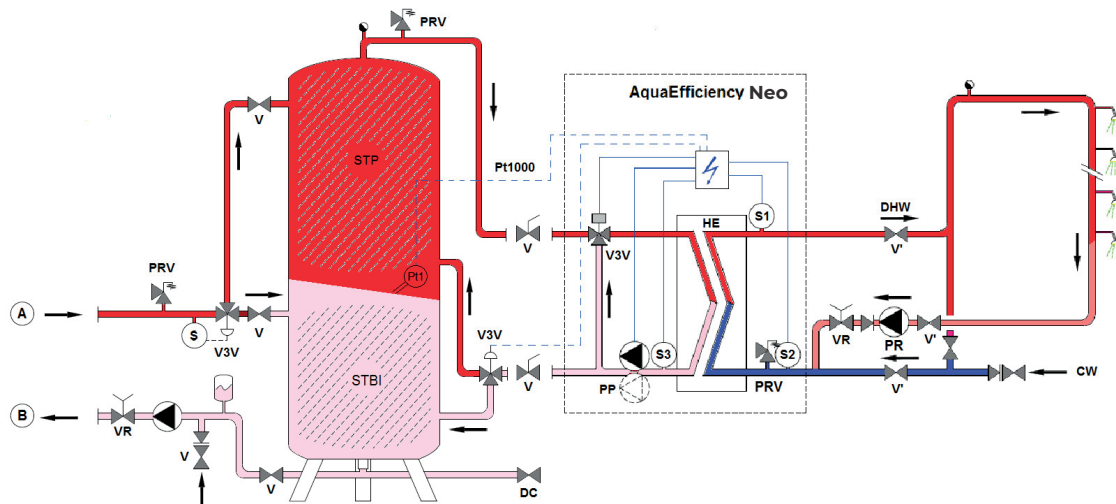 PRV
AquaEfficiency Neo
V
STP
Pt1000
S1
HE
DHW
V
V3V
V'
PRV
Pt1
A
S
V
V3V
V3V
VR
PR
V'
STBI
S3
S2
V
PP
PRV
V'
CW
B
VR
V
V
DC